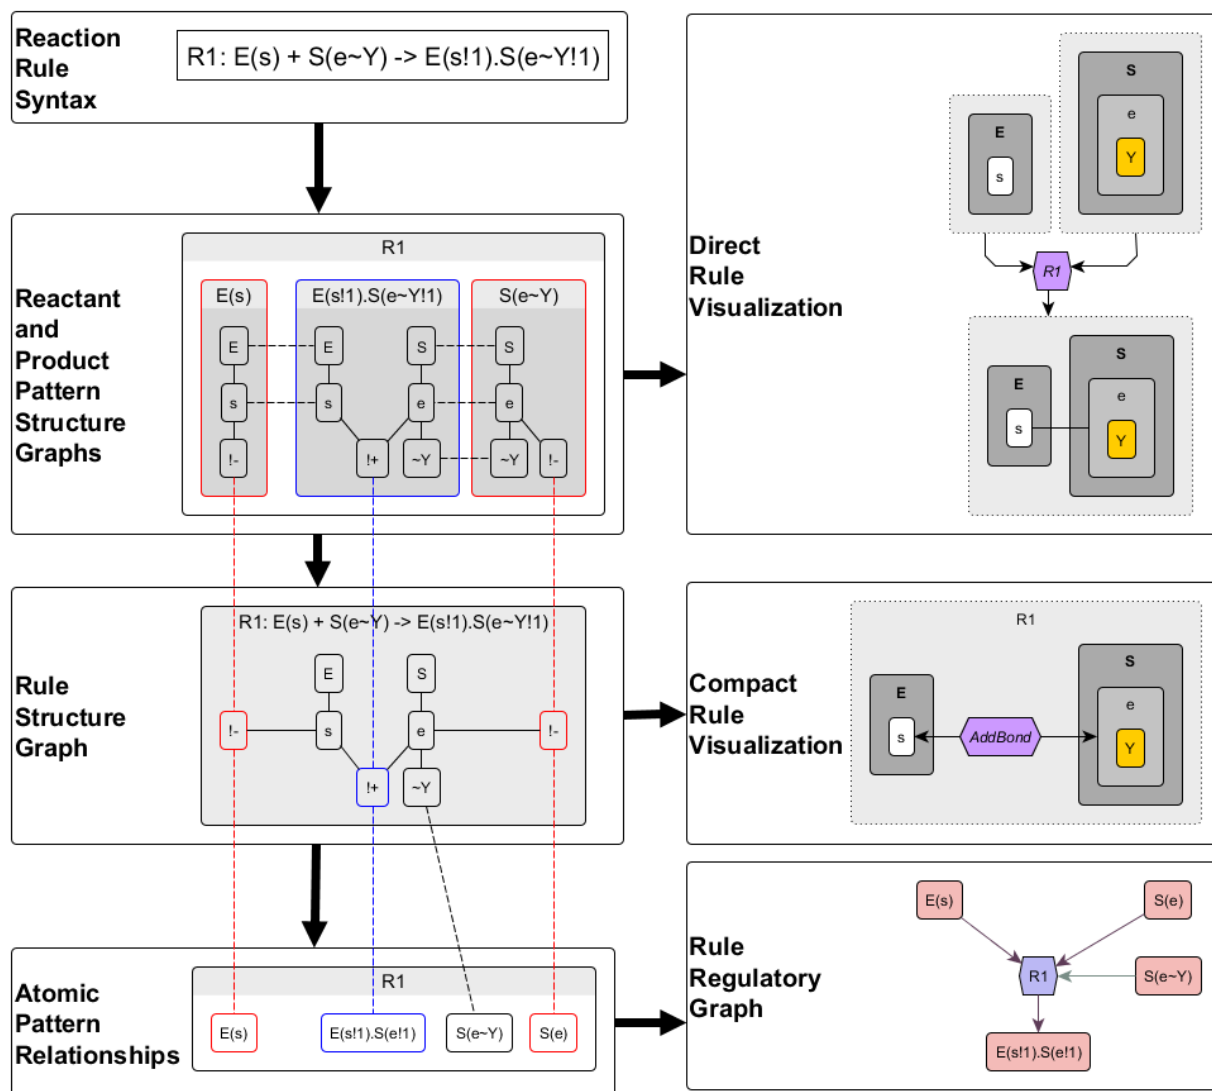 Reaction
Rule
Syntax
R1: E(s) + S(e~Y) -> E(s!1).S(e~Y!1)
Reactant
and
Product
Pattern
Structure
Graphs
R1
E(s) E(s!1).S(e~Y!1) S(e~Y)
E E S S
s s e e
!- !+ ~Y ~Y !-
Direct
Rule
Visualization
S
e
Y
E
s
R1
S
E
e
s
Y
Rule
Structure
Graph
R1: E(s) + S(e~Y) -> E(s!1).S(e~Y!1)
E S
!- s e !-
!+ ~Y
Compact
Rule
Visualization
R1
S
E
e
s AddBond
Y
Atomic
Pattern
Relationships
R1
E(s) E(s!1).S(e!1) S(e~Y) S(e)
Rule
Regulatory
Graph
E(s) S(e)
R1 S(e~Y)
E(s!1).S(e!1)